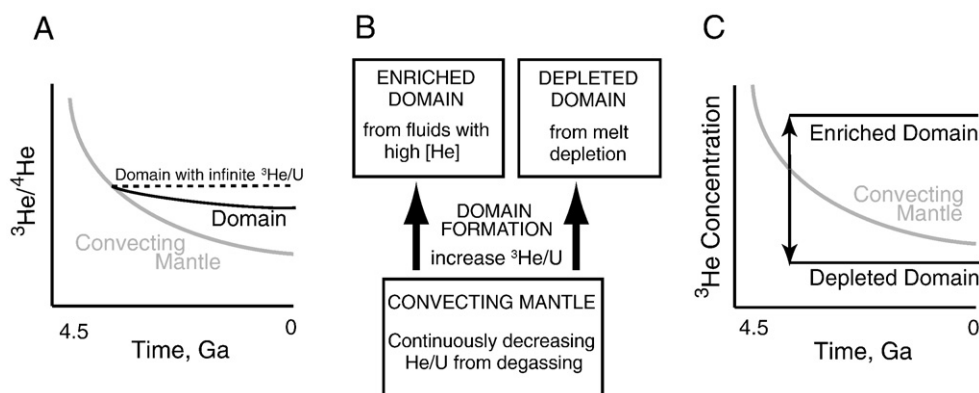 A
³He/⁴He
Domain with infinite ³He/U
Domain
Convecting
Mantle
4.5
0
Time, Ga
B
ENRICHED
DOMAIN
from fluids with
high [He]
DEPLETED
DOMAIN
from melt
depletion
DOMAIN
FORMATION
increase ³He/U
CONVECTING MANTLE
Continuously decreasing
He/U from degassing
C
³He Concentration
Enriched Domain
Convecting
Mantle
Depleted Domain
4.5
0
Time, Ga